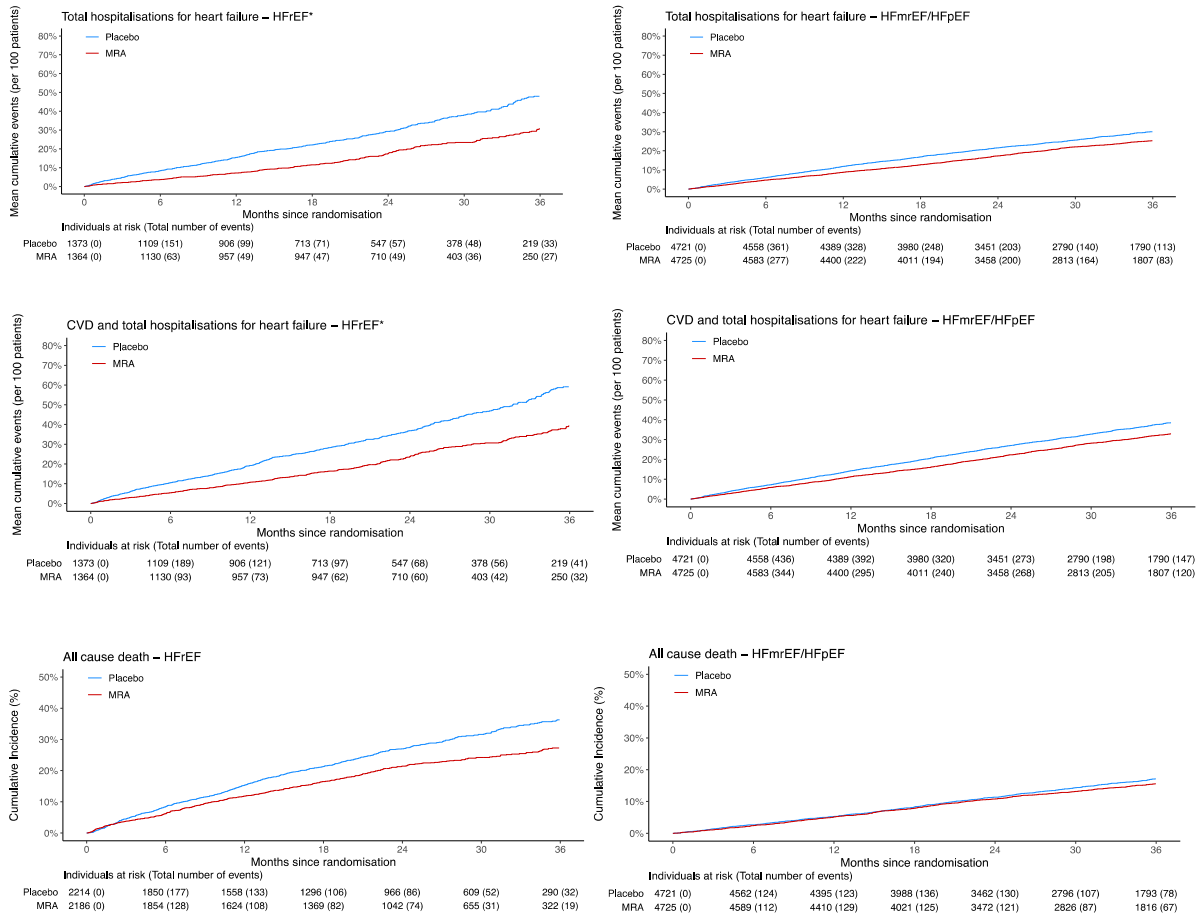 Total hospitalisations for heart failure – HFrEF*
Mean cumulative events (per 100 patients)
80%
70%
60%
50%
40%
30%
20%
10%
0%
Placebo
MRA
0 6 12 18 24 30 36
Months since randomisation
Individuals at risk (Total number of events)
Placebo 1373 (0) 1109 (151) 906 (99) 713 (71) 547 (57) 378 (48) 219 (33)
MRA 1364 (0) 1130 (63) 957 (49) 947 (47) 710 (49) 403 (36) 250 (27)
Total hospitalisations for heart failure – HFmrEF/HFpEF
Mean cumulative events (per 100 patients)
80%
70%
60%
50%
40%
30%
20%
10%
0%
Placebo
MRA
0 6 12 18 24 30 36
Months since randomisation
Individuals at risk (Total number of events)
Placebo 4721 (0) 4558 (361) 4389 (328) 3980 (248) 3451 (203) 2790 (140) 1790 (113)
MRA 4725 (0) 4583 (277) 4400 (222) 4011 (194) 3458 (200) 2813 (164) 1807 (83)
CVD and total hospitalisations for heart failure – HFrEF*
Mean cumulative events (per 100 patients)
80%
70%
60%
50%
40%
30%
20%
10%
0%
Placebo
MRA
0 6 12 18 24 30 36
Months since randomisation
Individuals at risk (Total number of events)
Placebo 1373 (0) 1109 (189) 906 (121) 713 (97) 547 (68) 378 (56) 219 (41)
MRA 1364 (0) 1130 (93) 957 (73) 947 (62) 710 (60) 403 (42) 250 (32)
CVD and total hospitalisations for heart failure – HFmrEF/HFpEF
Mean cumulative events (per 100 patients)
80%
70%
60%
50%
40%
30%
20%
10%
0%
Placebo
MRA
0 6 12 18 24 30 36
Months since randomisation
Individuals at risk (Total number of events)
Placebo 4721 (0) 4558 (436) 4389 (392) 3980 (320) 3451 (273) 2790 (198) 1790 (147)
MRA 4725 (0) 4583 (344) 4400 (295) 4011 (240) 3458 (268) 2813 (205) 1807 (120)
All cause death – HFrEF
Cumulative Incidence (%)
50%
40%
30%
20%
10%
0%
Placebo
MRA
0 6 12 18 24 30 36
Months since randomisation
Individuals at risk (Total number of events)
Placebo 2214 (0) 1850 (177) 1558 (133) 1296 (106) 966 (86) 609 (52) 290 (32)
MRA 2186 (0) 1854 (128) 1624 (108) 1369 (82) 1042 (74) 655 (31) 322 (19)
All cause death – HFmrEF/HFpEF
Cumulative Incidence (%)
50%
40%
30%
20%
10%
0%
Placebo
MRA
0 6 12 18 24 30 36
Months since randomisation
Individuals at risk (Total number of events)
Placebo 4721 (0) 4562 (124) 4395 (123) 3988 (136) 3462 (130) 2796 (107) 1793 (78)
MRA 4725 (0) 4589 (112) 4410 (129) 4021 (125) 3472 (121) 2826 (87) 1816 (67)